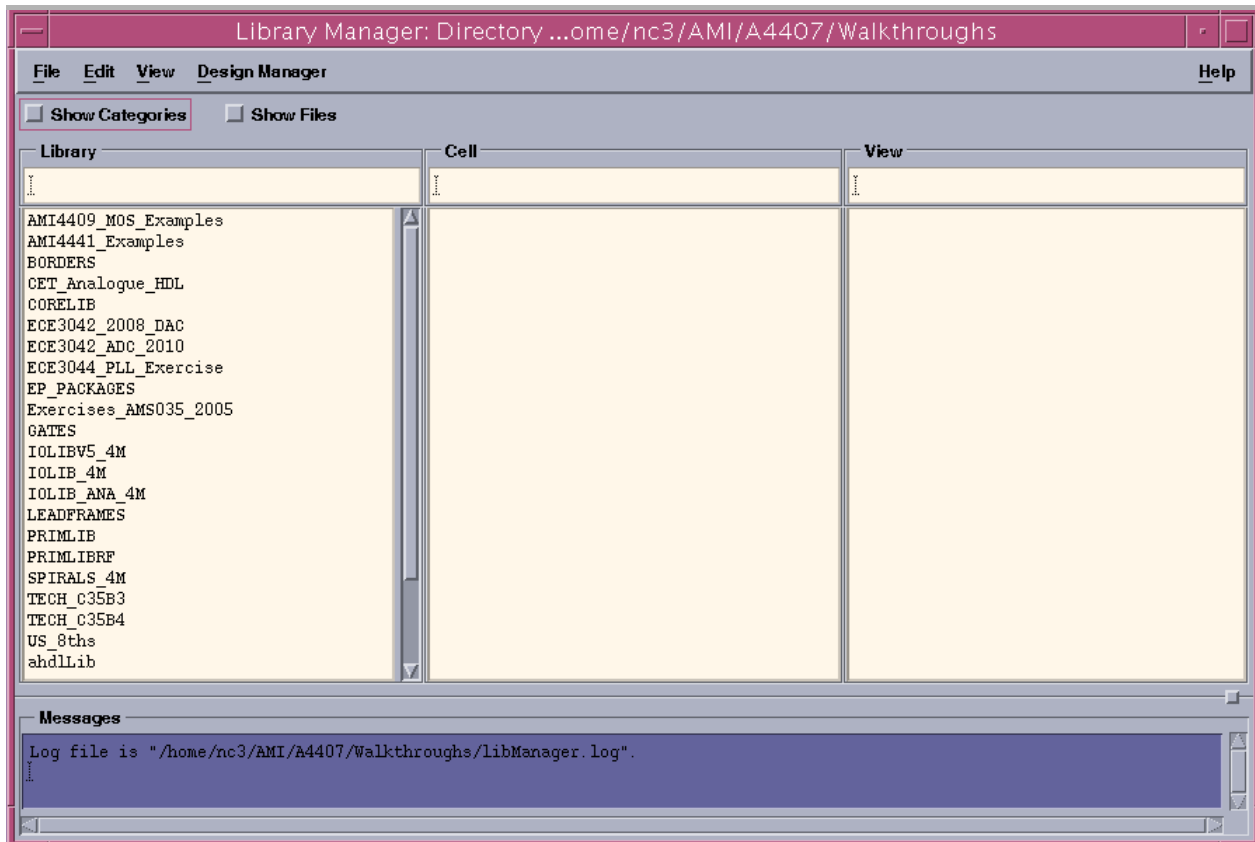 Library Manager: Directory ...ome/nc3/AMI/A4407/Walkthroughs
File Edit View Design Manager Help
Show Categories Show Files
Library Cell View
AMI4409_MOS_Examples
AMI4441_Examples
BORDERS
CET_Analogue_HDL
CORELIB
ECE3042_2008_DAC
ECE3042_ADC_2010
ECE3044_PLL_Exercise
EP_PACKAGES
Exercises_AMS035_2005
GATES
IOLIBV5_4M
IOLIB_4M
IOLIB_ANA_4M
LEADFRAMES
PRIMLIB
PRIMLIBRF
SPIRALS_4M
TECH_C35B3
TECH_C35B4
US_8ths
ahdlLib
Messages
Log file is "/home/nc3/AMI/A4407/Walkthroughs/libManager.log".